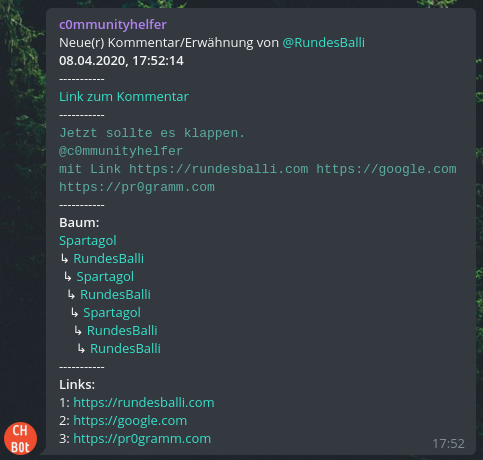 c0mmunityhelfer
Neue(r) Kommentar/Erwähnung von @RundesBalli
08.04.2020, 17:52:14
-----------
Link zum Kommentar
-----------
Jetzt sollte es klappen.
@c0mmunityhelfer
mit Link https://rundesballi.com https://google.com
https://pr0gramm.com
-----------
Baum:
Spartagol
↳ RundesBalli
↳ Spartagol
↳ RundesBalli
↳ Spartagol
↳ RundesBalli
↳ RundesBalli
-----------
Links:
1: https://rundesballi.com
2: https://google.com
3: https://pr0gramm.com
CH
B0t
17:52